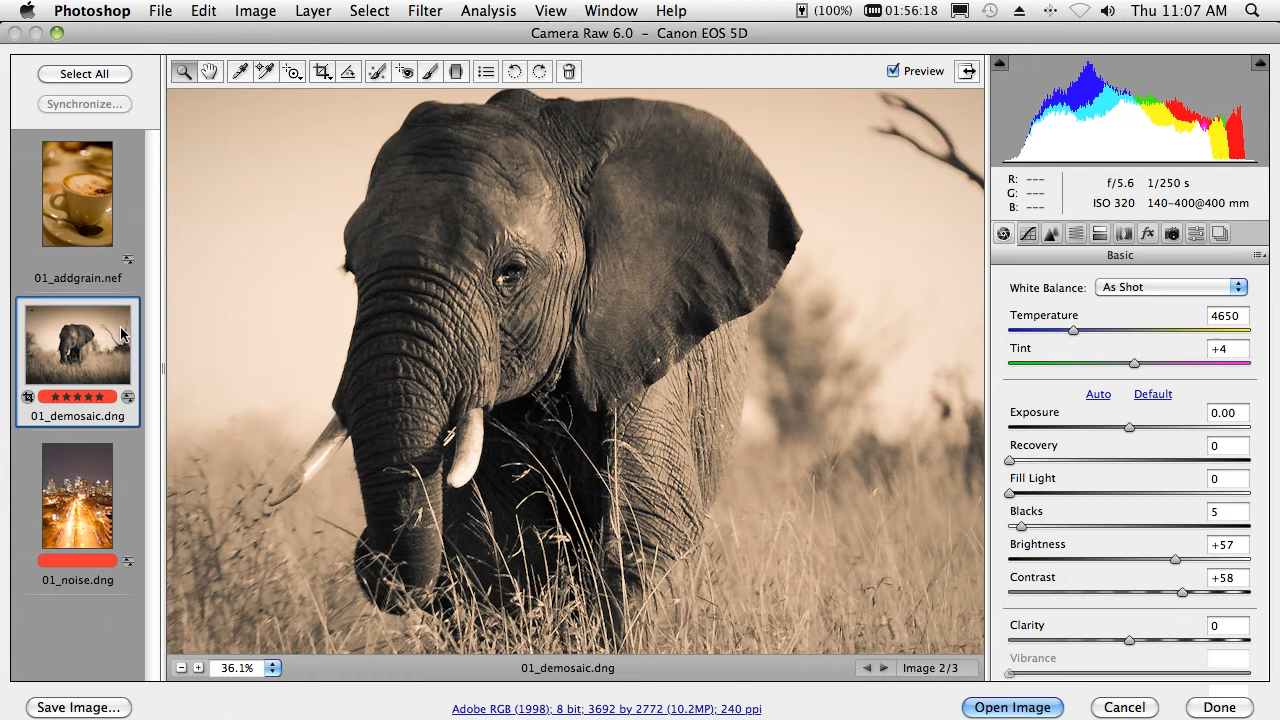 Photoshop File Edit Image Layer Select Filter Analysis View Window Help (100%) 01:56:18 Thu 11:07 AM
Camera Raw 6.0 – Canon EOS 5D
Select All
Synchronize...
Preview
01_addgrain.nef
01_demosaic.dng
01_noise.dng
Save Image...
36.1%
01_demosaic.dng
Image 2/3
Adobe RGB (1998); 8 bit; 3692 by 2772 (10.2MP); 240 ppi
R: ---
G: ---
B: ---
f/5.6 1/250 s
ISO 320 140-400@400 mm
Basic
White Balance: As Shot
Temperature 4650
Tint +4
Auto Default
Exposure 0.00
Recovery 0
Fill Light 0
Blacks 5
Brightness +57
Contrast +58
Clarity 0
Vibrance
Open Image Cancel Done